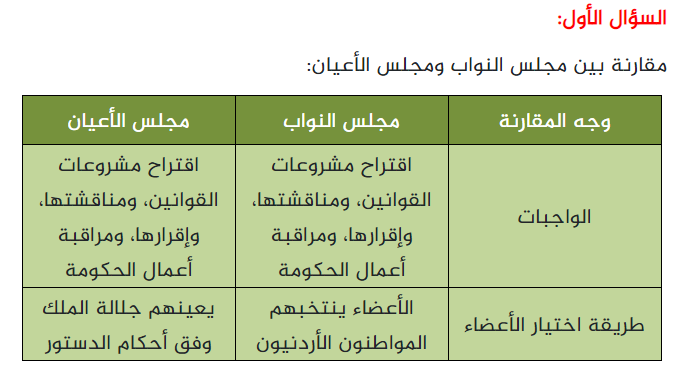 السؤال الأول:
مقارنة بين مجلس النواب ومجلس الأعيان:
وجه المقارنة
مجلس النواب
مجلس الأعيان
الواجبات
اقتراح مشروعات
القوانين، ومناقشتها،
وإقرارها، ومراقبة
أعمال الحكومة
اقتراح مشروعات
القوانين، ومناقشتها،
وإقرارها، ومراقبة
أعمال الحكومة
طريقة اختيار الأعضاء
الأعضاء ينتخبهم
المواطنون الأردنيون
يعينهم جلالة الملك
وفق أحكام الدستور